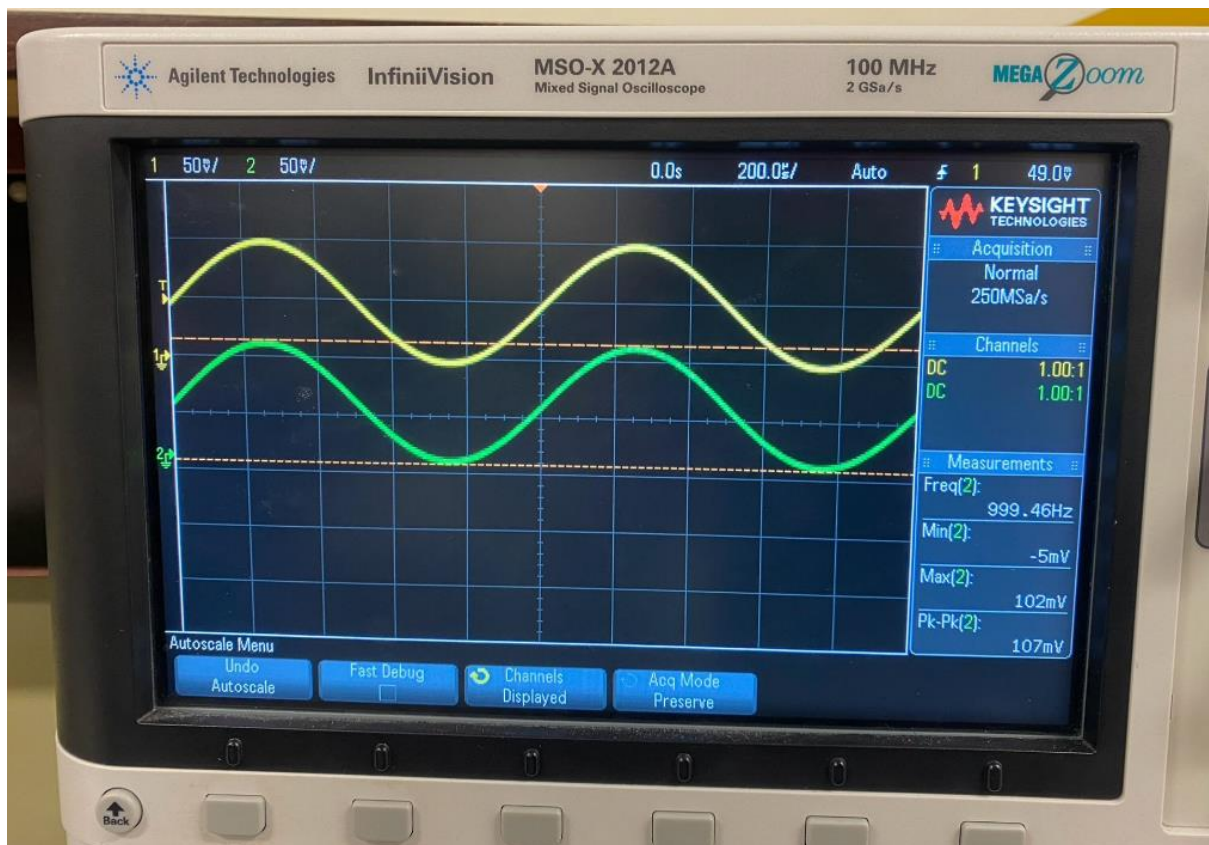 Agilent Technologies InfiniiVision MSO-X 2012A 100 MHz MEGA Zoom
Mixed Signal Oscilloscope 2 GSa/s
1 50mV/ 2 50mV/ 0.0s 200.0us/ Auto 1 49.0mV
KEYSIGHT
TECHNOLOGIES
Acquisition
Normal
250MSa/s
Channels
DC 1.00:1
DC 1.00:1
Measurements
Freq(2):
999.46Hz
Min(2):
-5mV
Max(2):
102mV
Pk-Pk(2):
107mV
T
1
2
Autoscale Menu
Undo
Autoscale
Fast Debug
Channels
Displayed
Acq Mode
Preserve
Back